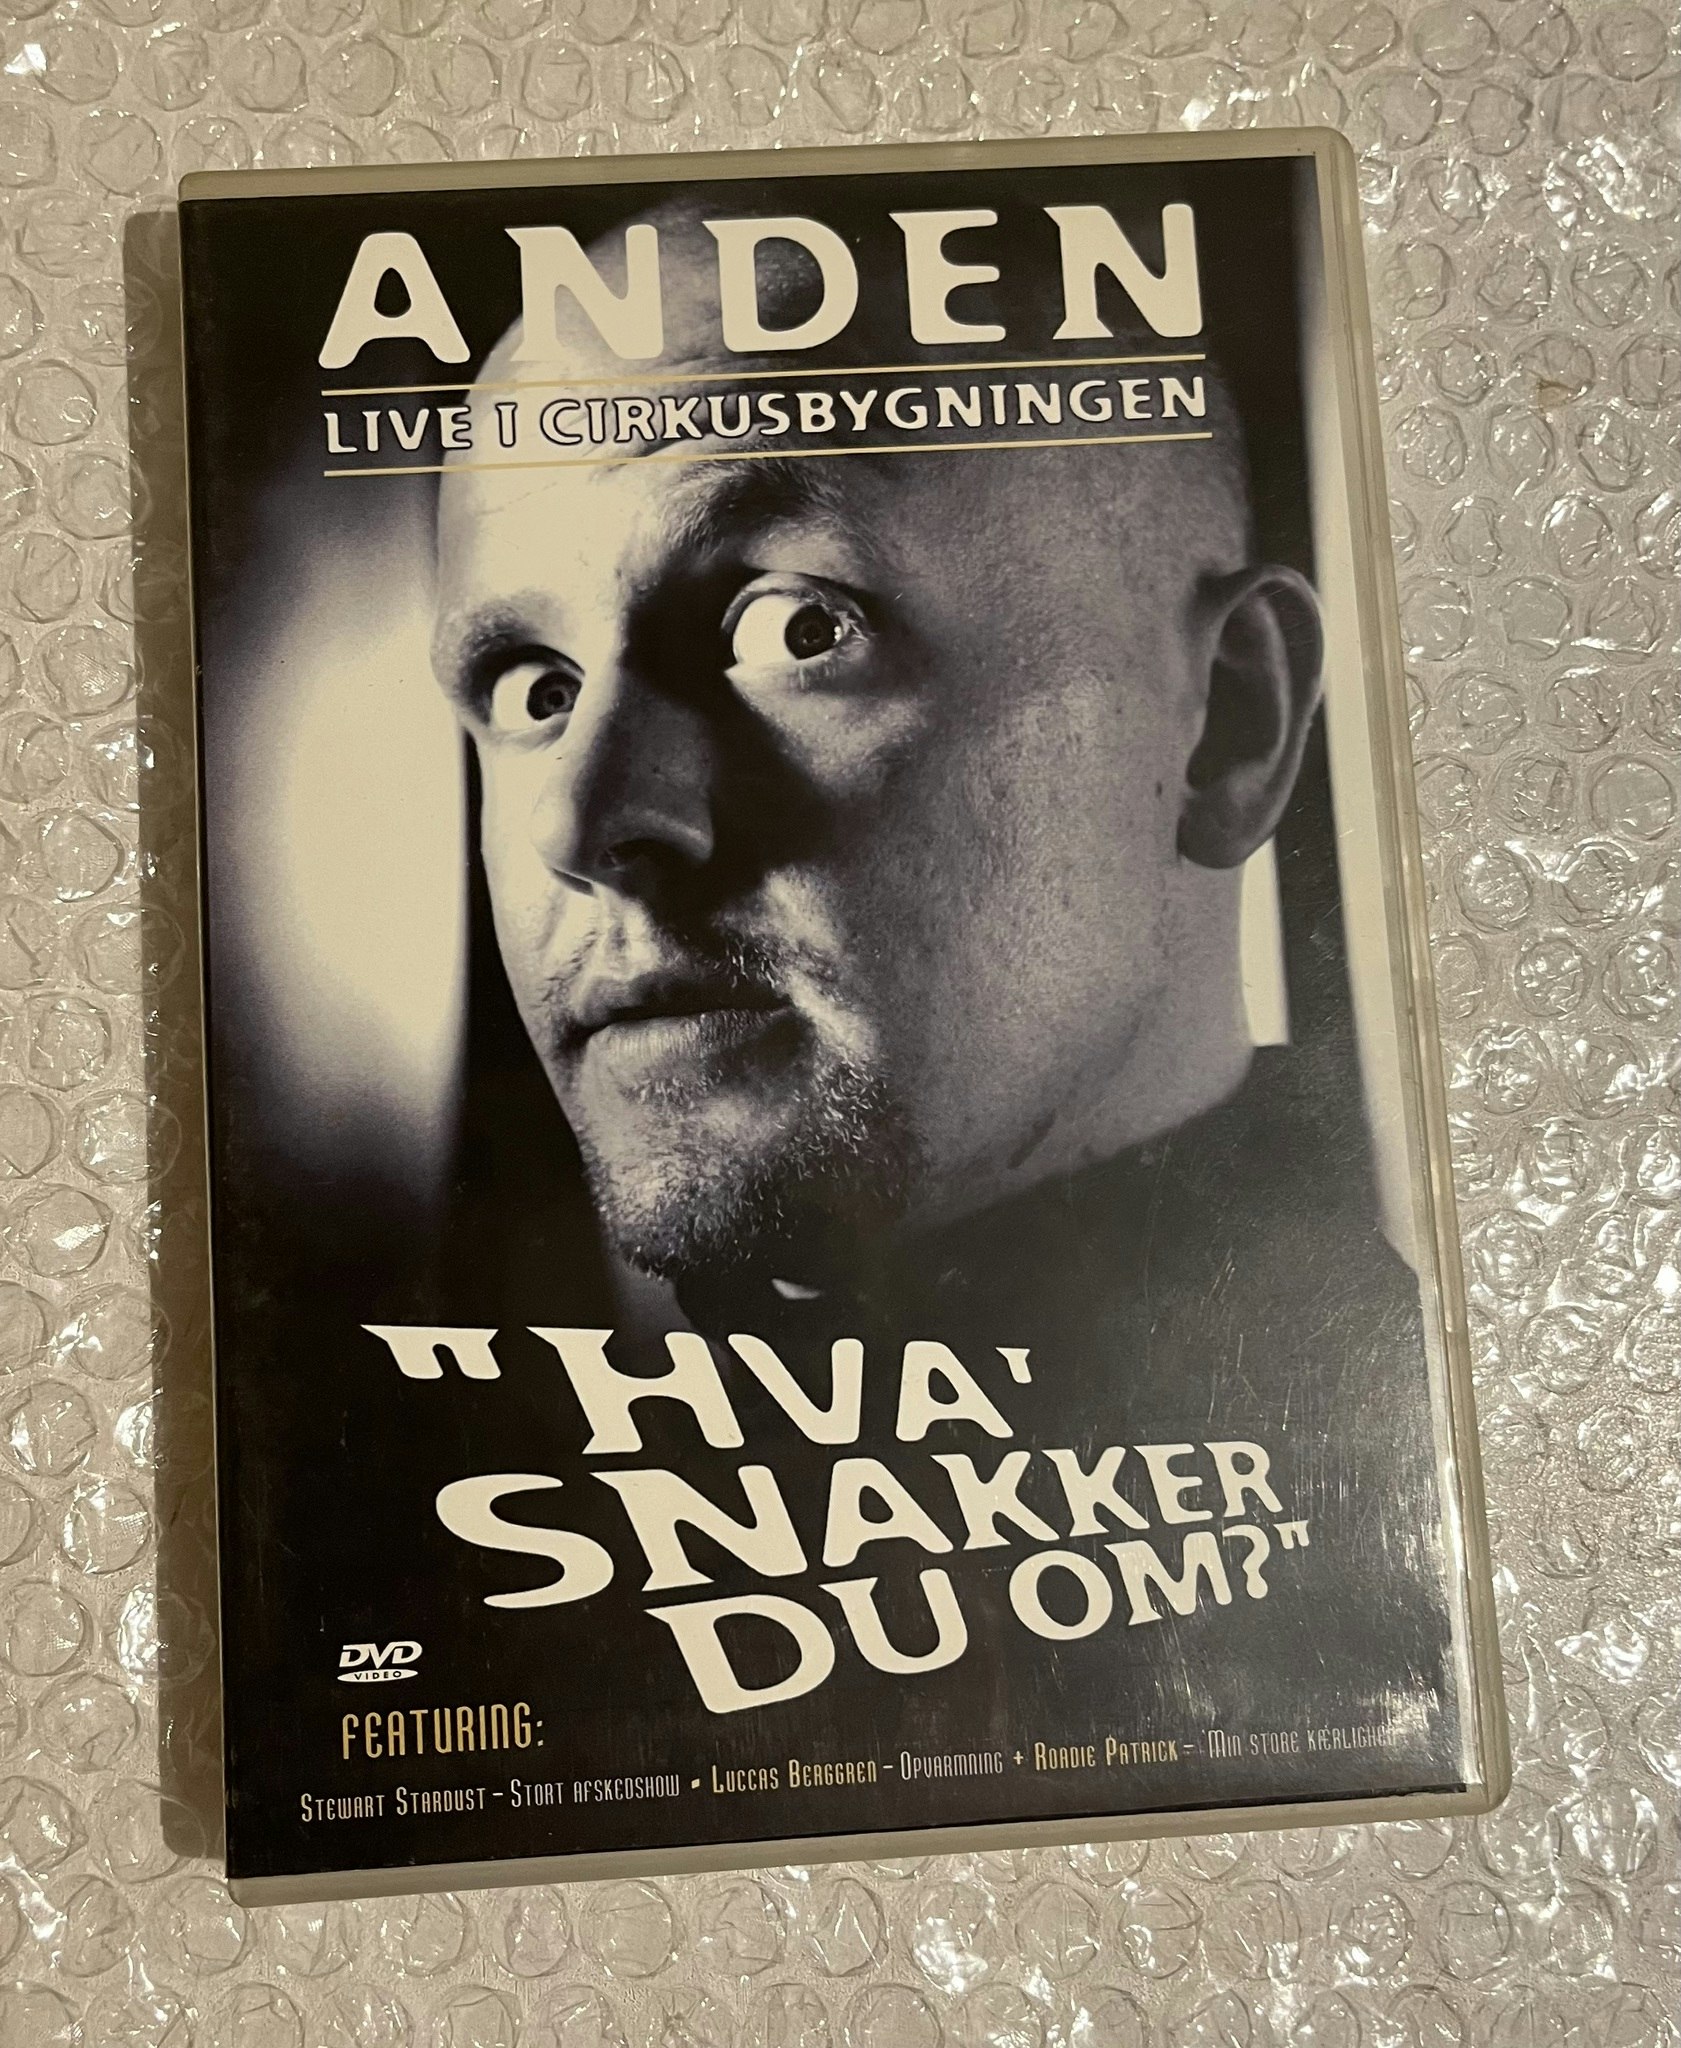 ANDEN
LIVE I CIRKUSBYGNINGEN
"HVA'
SNAKKER
DU OM?"
DVD
VIDEO
FEATURING:
STEWART STARDUST – STORT AFSKEDSHOW • LUCCAS BERGGREN – OPVARMNING + ROADIE PATRICK – 'MIN STORE KÆRLIGHED'